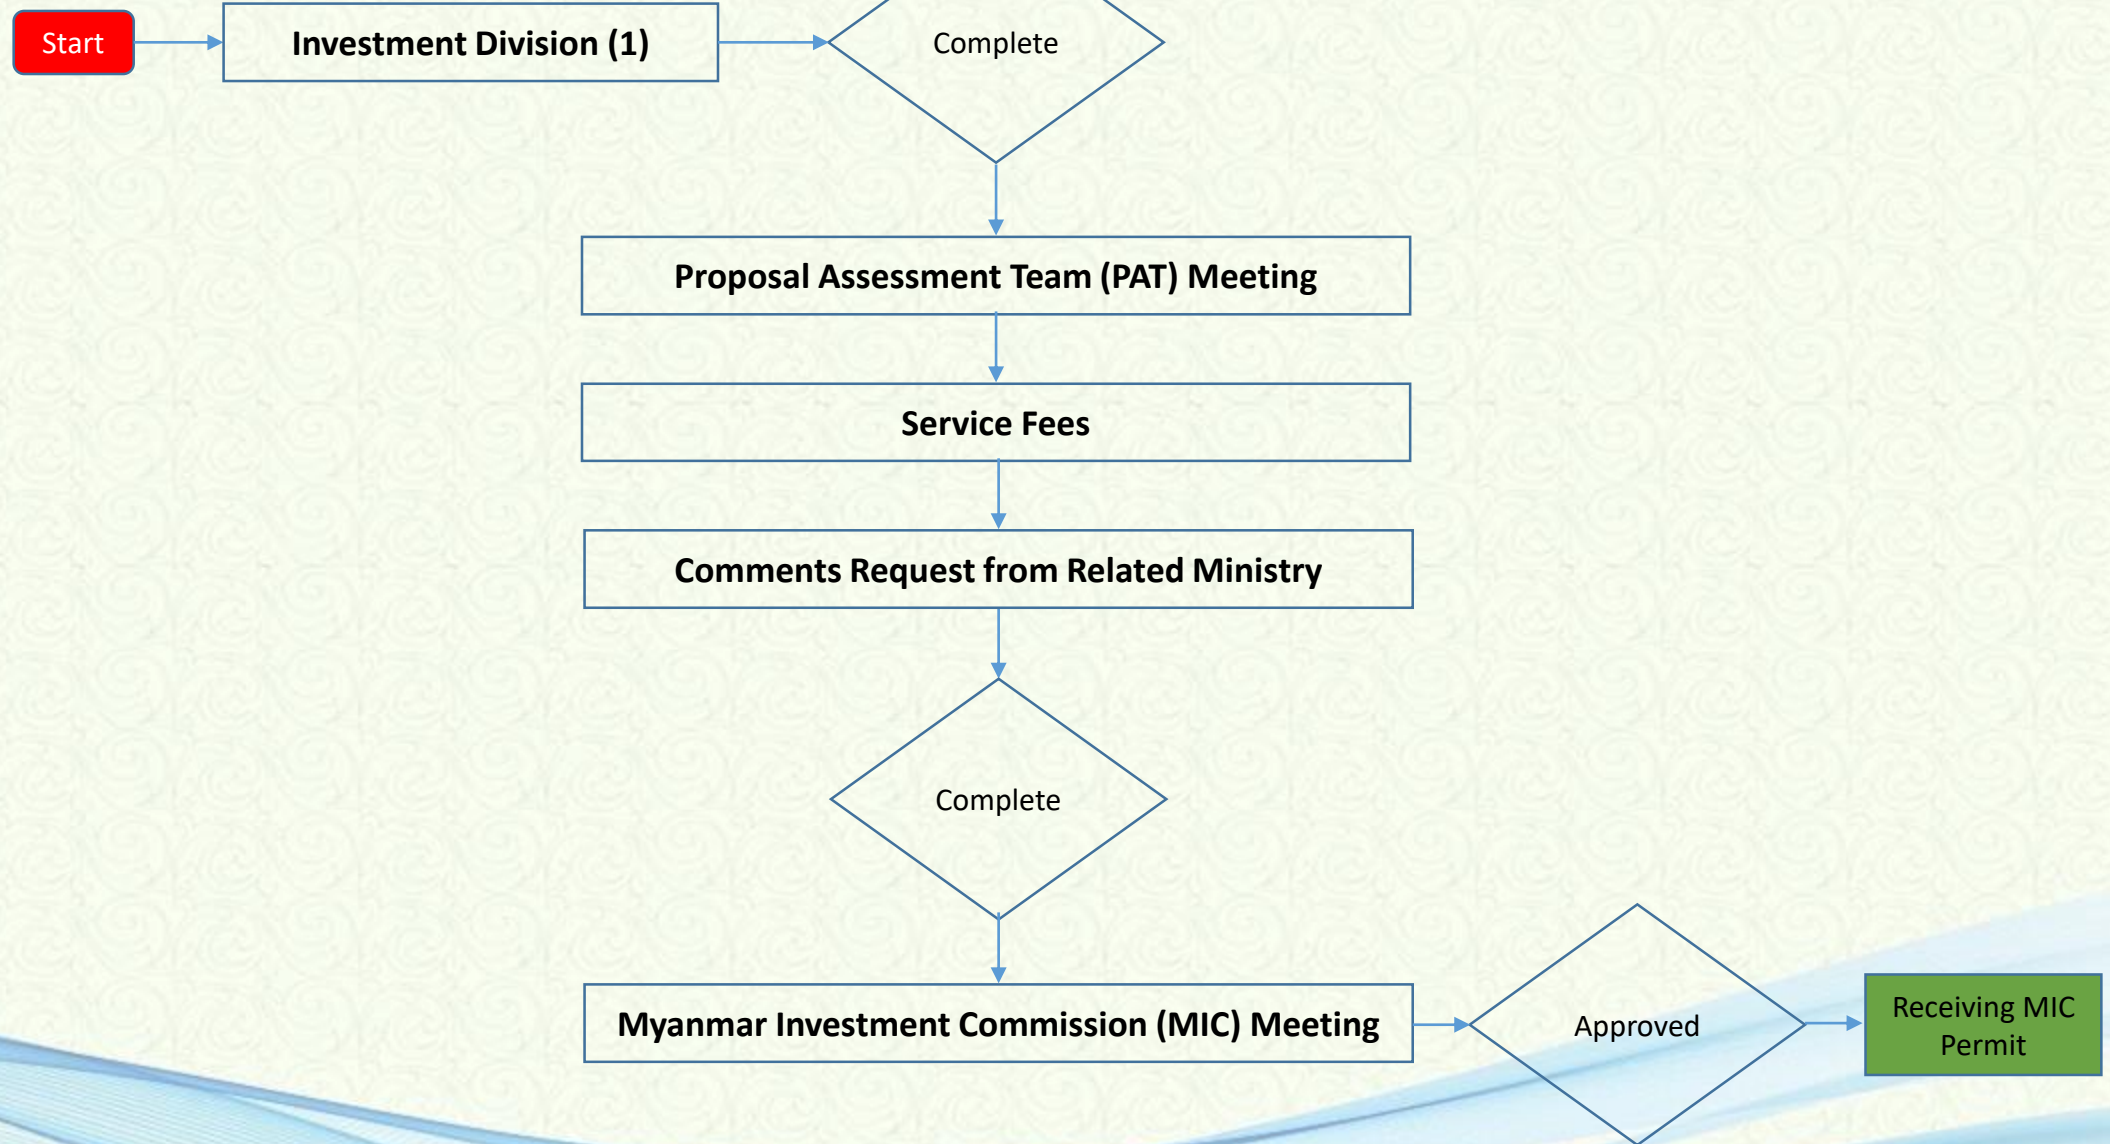 Start
Investment Division (1)
Complete
Proposal Assessment Team (PAT) Meeting
Service Fees
Comments Request from Related Ministry
Complete
Myanmar Investment Commission (MIC) Meeting
Approved
Receiving MIC
Permit